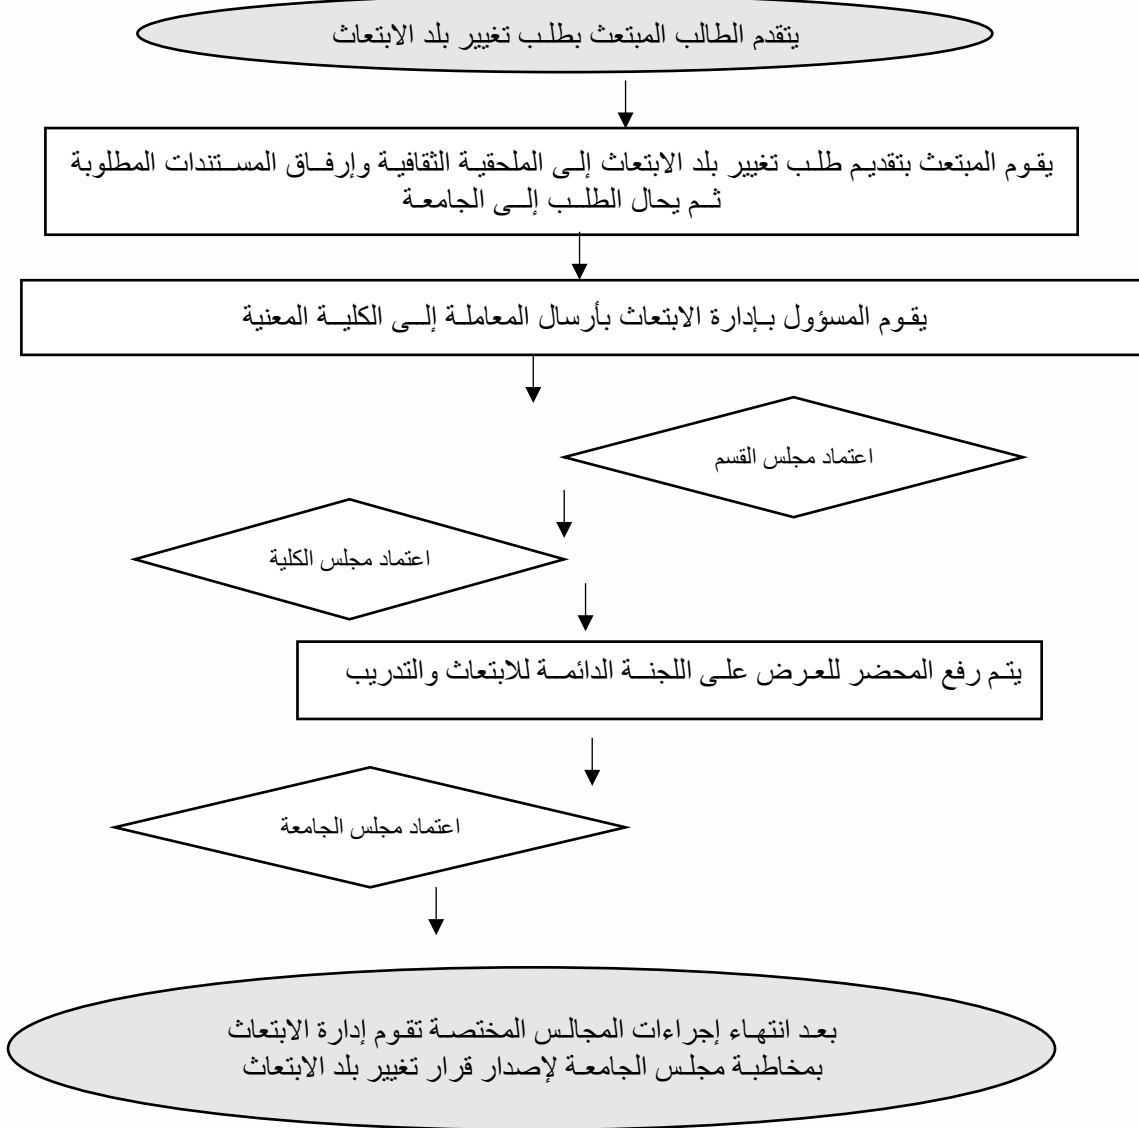 يتقدم الطالب المبتعث بطلب تغيير بلد الابتعاث
يقوم المبتعث بتقديم طلب تغيير بلد الابتعاث إلى الملحقية الثقافية وإرفاق المستندات المطلوبة
ثم يحال الطلب إلى الجامعة
يقوم المسؤول بإدارة الابتعاث بأرسال المعاملة إلى الكلية المعنية
اعتماد مجلس القسم
اعتماد مجلس الكلية
يتم رفع المحضر للعرض على اللجنة الدائمة للابتعاث والتدريب
اعتماد مجلس الجامعة
بعد انتهاء إجراءات المجالس المختصة تقوم إدارة الابتعاث
بمخاطبة مجلس الجامعة لإصدار قرار تغيير بلد الابتعاث